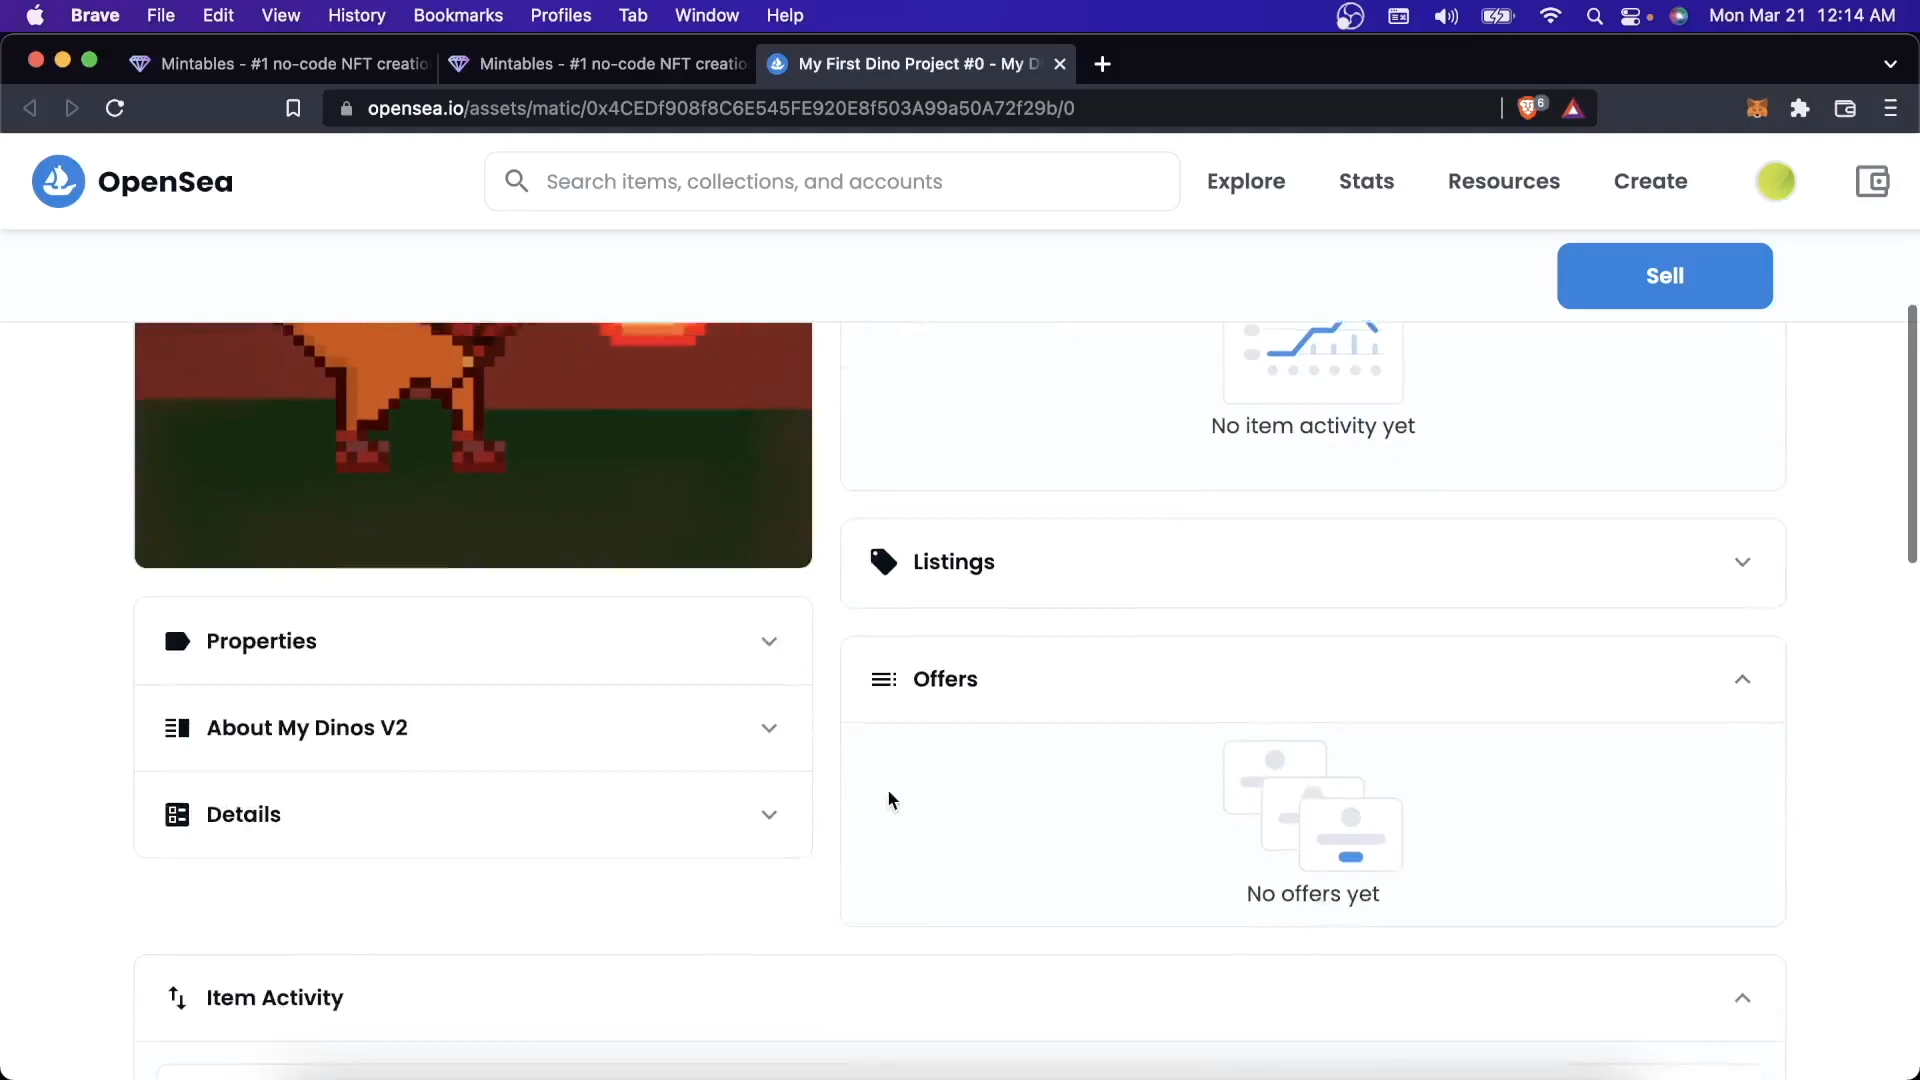 Brave File Edit View History Bookmarks Profiles Tab Window Help Mon Mar 21 12:14 AM
Mintables - #1 no-code NFT creatio Mintables - #1 no-code NFT creatio My First Dino Project #0 - My D
opensea.io/assets/matic/0x4CEDf908f8C6E545FE920E8f503A99a50A72f29b/0 6
OpenSea Search items, collections, and accounts Explore Stats Resources Create
Sell
No item activity yet
Listings
Properties
Offers
About My Dinos V2
Details
No offers yet
Item Activity